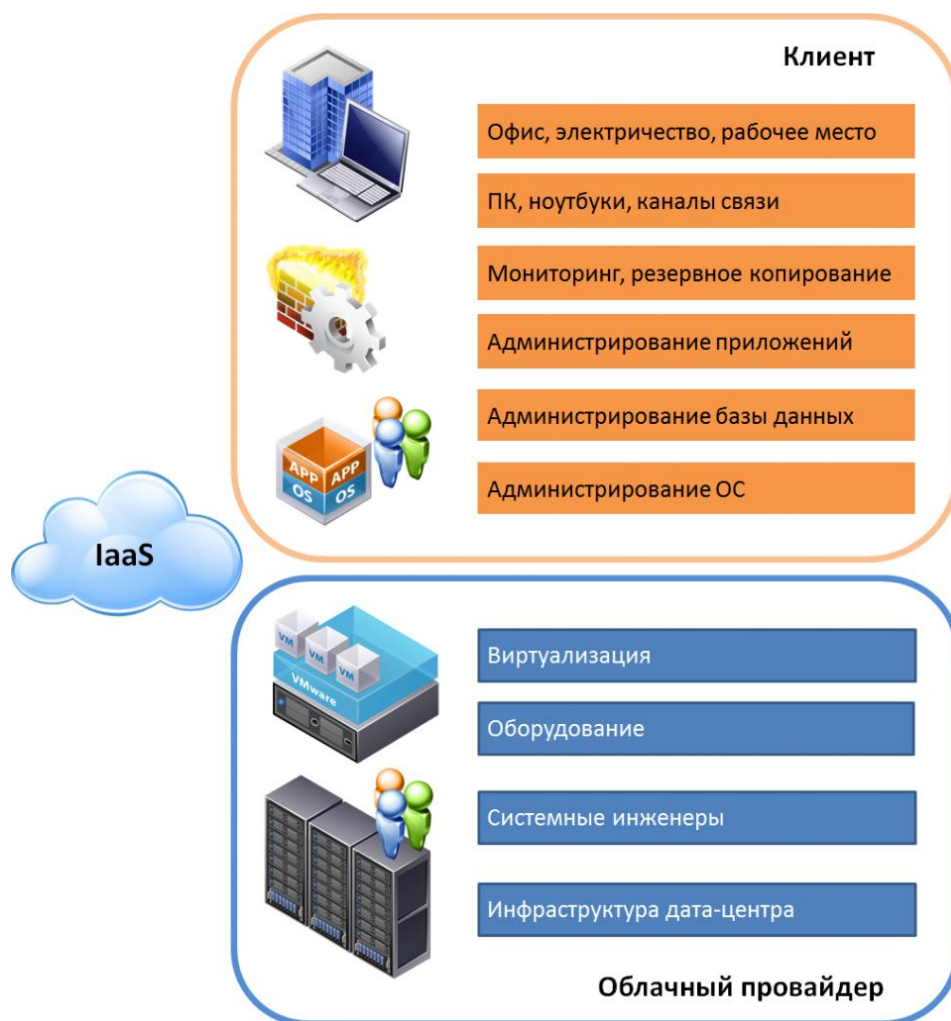 Клиент
Офис, электричество, рабочее место
ПК, ноутбуки, каналы связи
Мониторинг, резервное копирование
Администрирование приложений
Администрирование базы данных
APP APP
OS OS
Администрирование ОС
IaaS
VM
VM
VM
VMware
Виртуализация
Оборудование
Системные инженеры
Инфраструктура дата-центра
Облачный провайдер